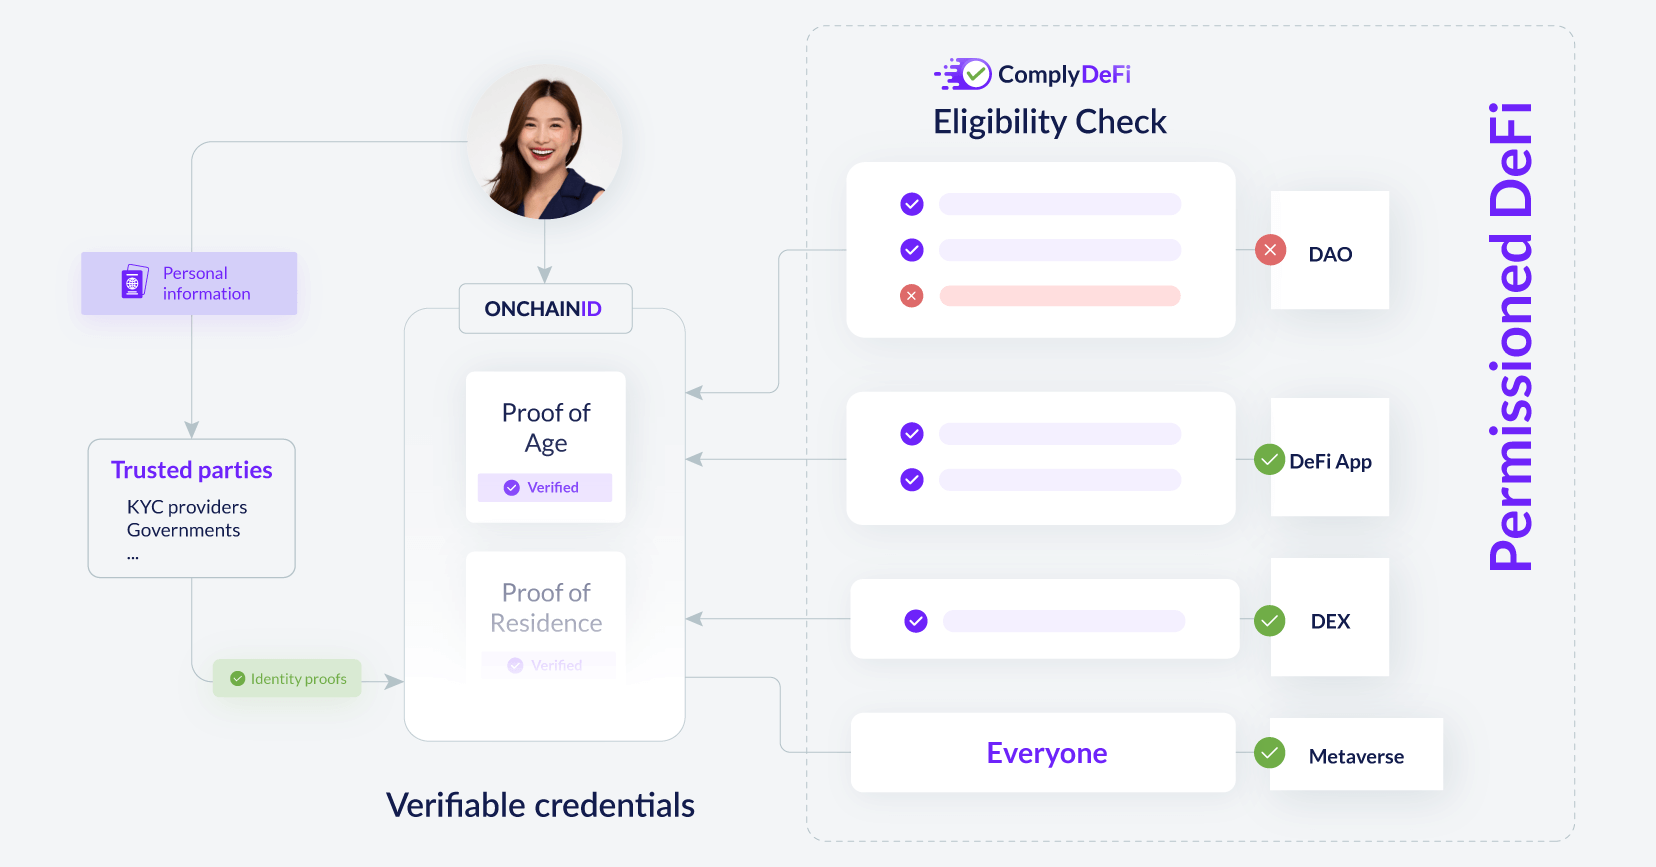 ComplyDeFi
Eligibility Check
Permissioned DeFi
Personal
information
ONCHAINID
Trusted parties
KYC providers
Governments
...
Proof of
Age
Verified
Proof of
Residence
Verified
Identity proofs
Verifiable credentials
DAO
DeFi App
DEX
Everyone
Metaverse